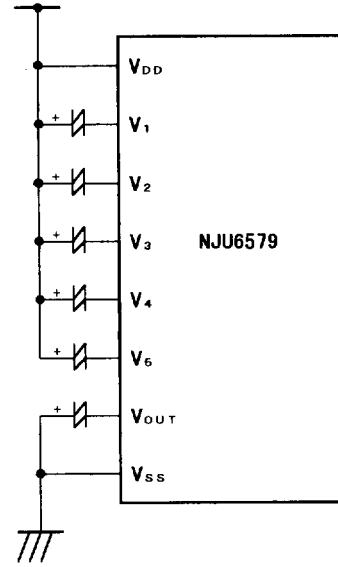 VDD
+ V1
+ V2
+ V3 NJU6579
+ V4
+ V5
+ VOUT
VSS